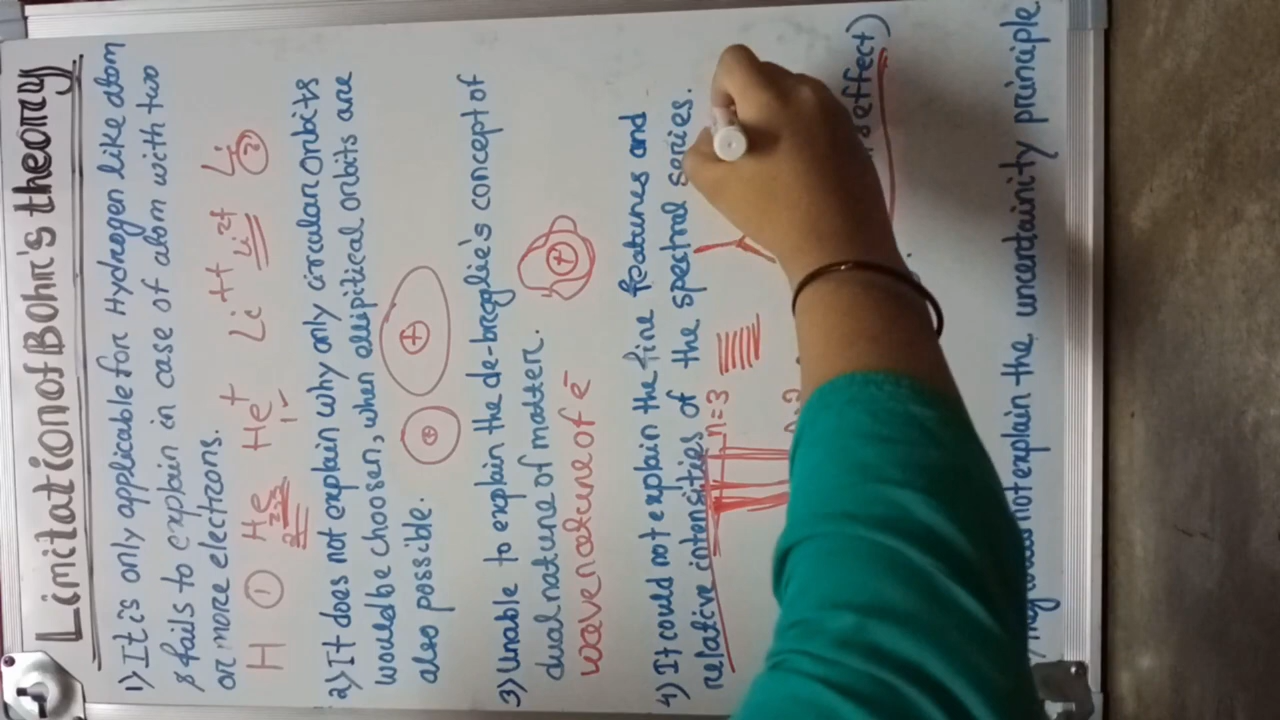 Limitation of Bohr's theory
1) It is only applicable for Hydrogen like atom
& fails to explain in case of atom with two
or more electrons.
H 1 He He+ Li++ Li2+ Li
2) It does not explain why only circular orbits
would be choosen, when ellipitical orbits are
also possible.
3) Unable to explain the de-broglie's concept of
dual nature of matter.
wave nature of e-
4) It could not explain the fine features and
relative intensities of the spectral series.
n=3
effect)
not explain the uncertainity principle